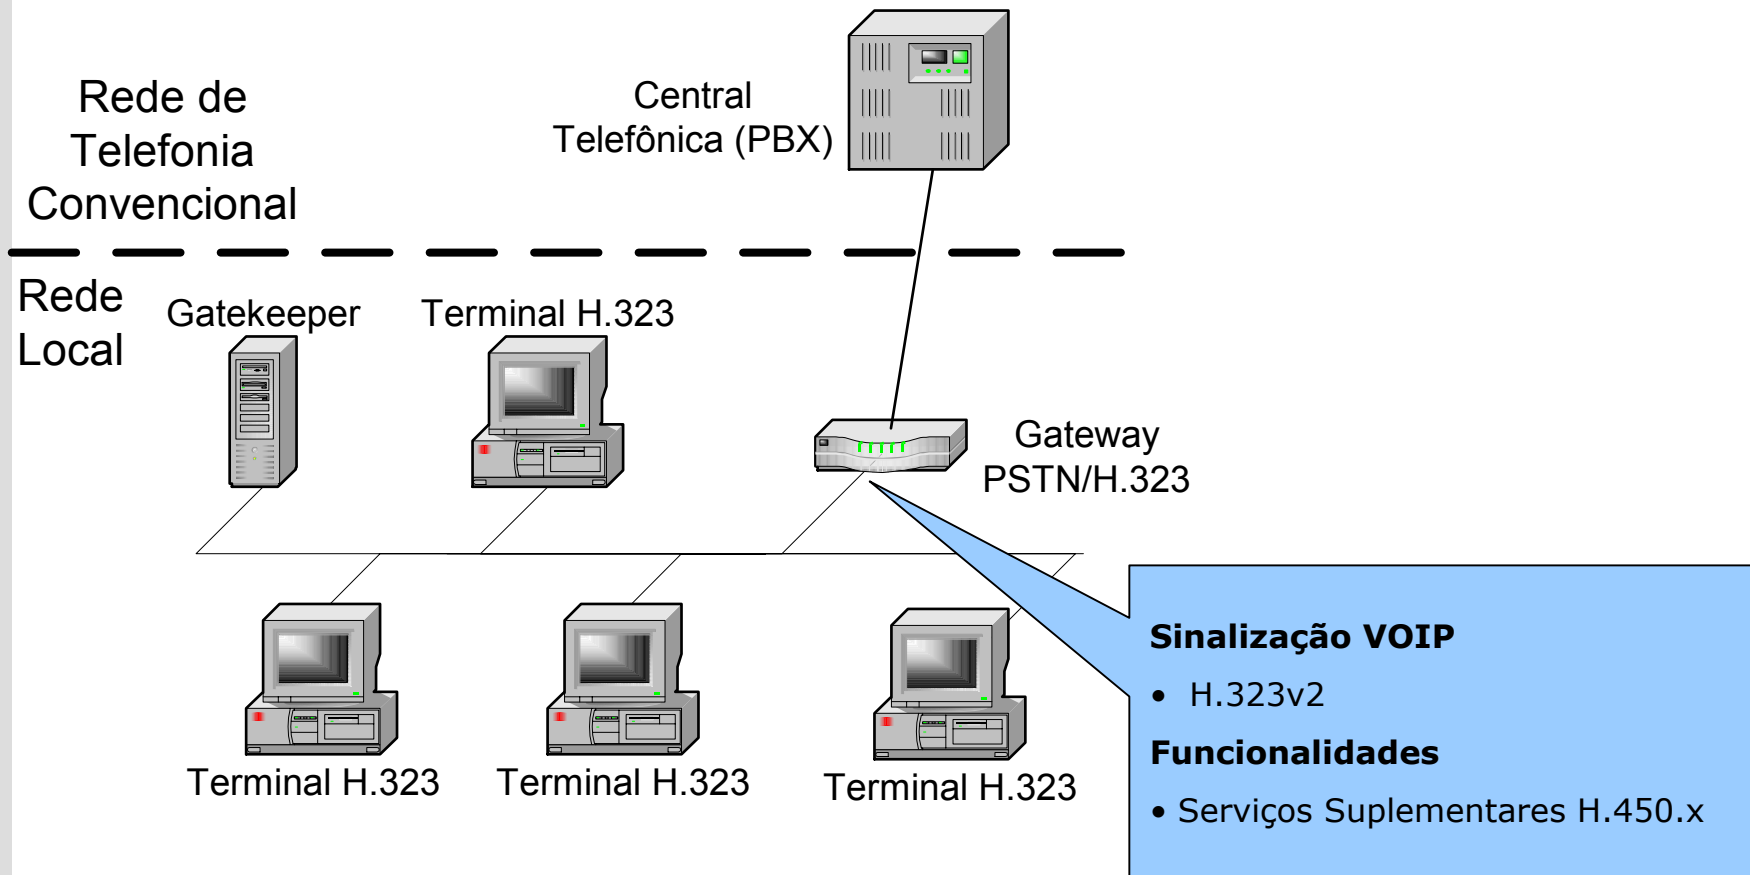 Rede de
Telefonia
Convencional
Central
Telefônica (PBX)
Rede
Local
Gatekeeper
Terminal H.323
Gateway
PSTN/H.323
Terminal H.323
Terminal H.323
Terminal H.323
Sinalização VOIP
• H.323v2
Funcionalidades
• Serviços Suplementares H.450.x